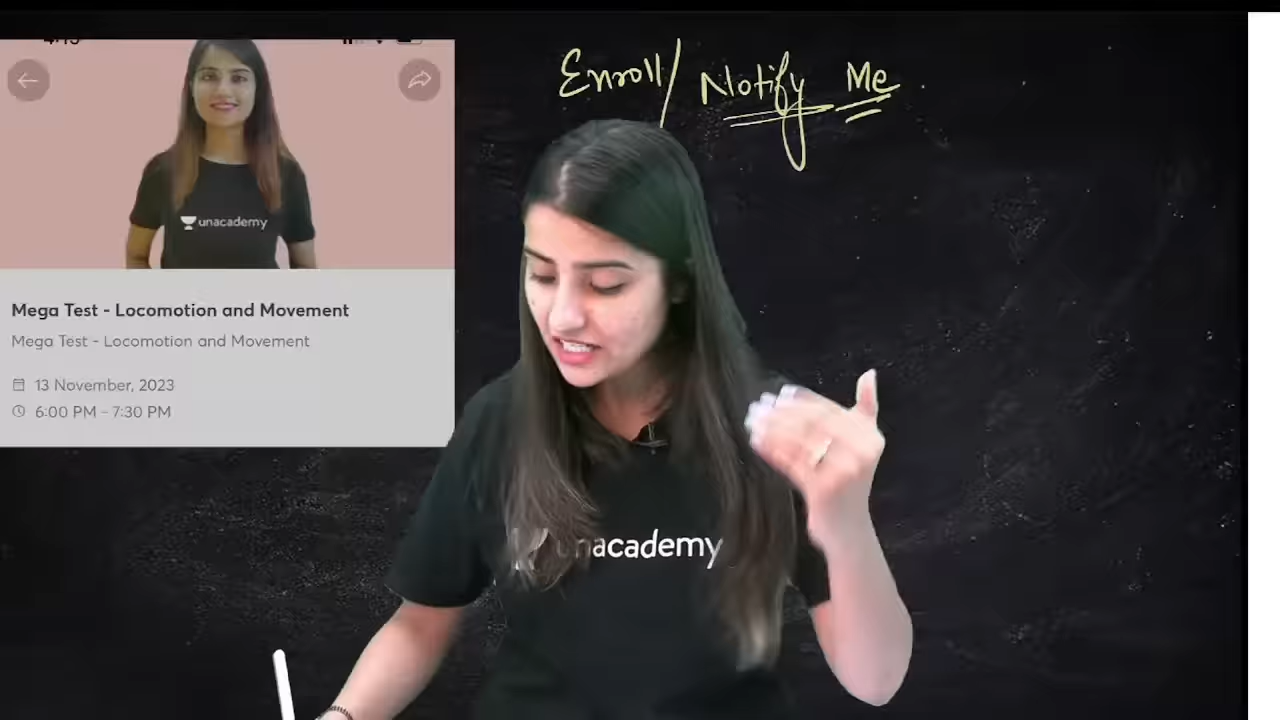 Enroll/ Notify Me
unacademy
Mega Test - Locomotion and Movement
Mega Test - Locomotion and Movement
13 November, 2023
6:00 PM - 7:30 PM
unacademy